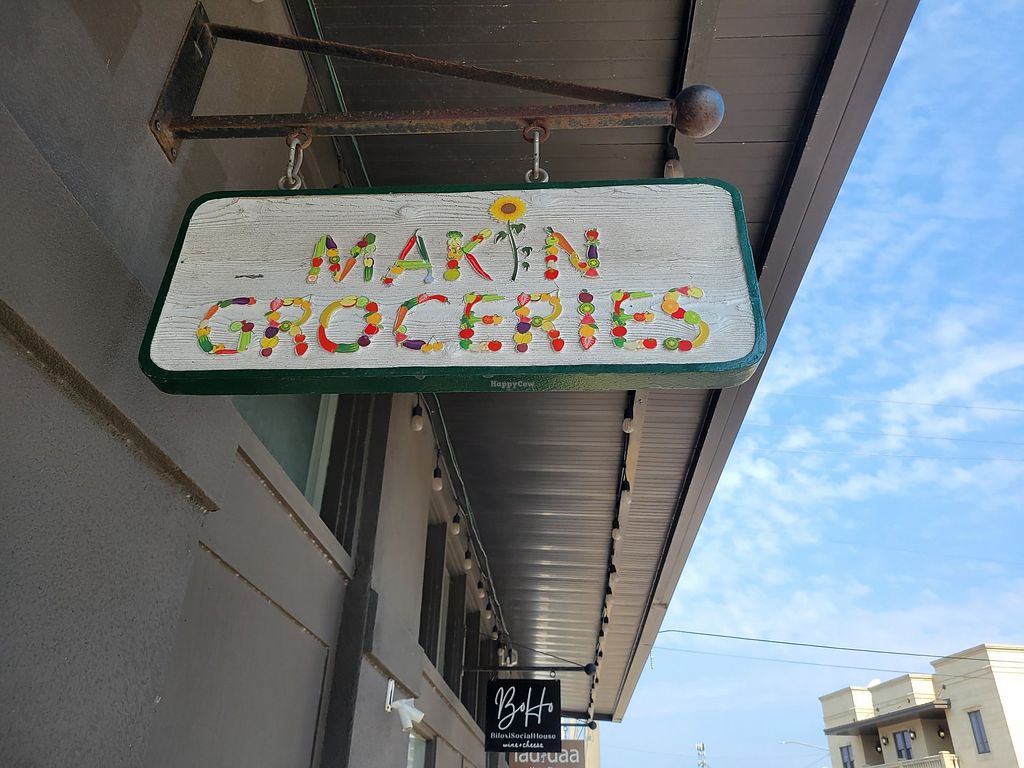 MAKIN
GROCERIES
HappyCow
BoHo
BiloxiSocialHouse
wine+cheese